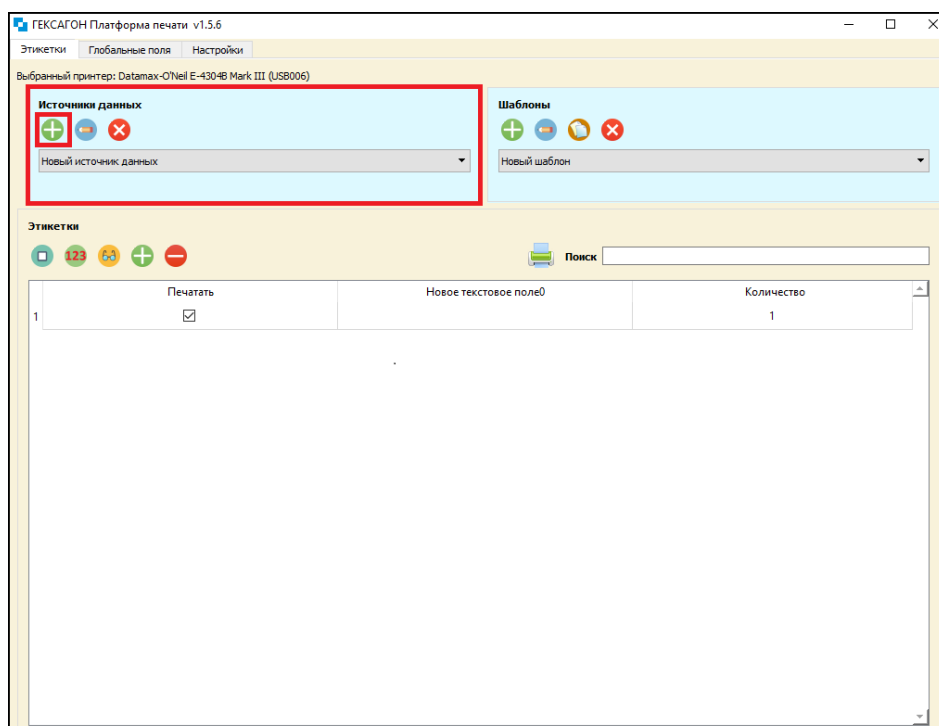 ГЕКСАГОН Платформа печати v1.5.6
Этикетки Глобальные поля Настройки
Выбранный принтер: Datamax-O'Neil E-4304B Mark III (USB006)
Источники данных
Новый источник данных
Шаблоны
Новый шаблон
Этикетки
123
Поиск
Печатать Новое текстовое поле0 Количество
1 1